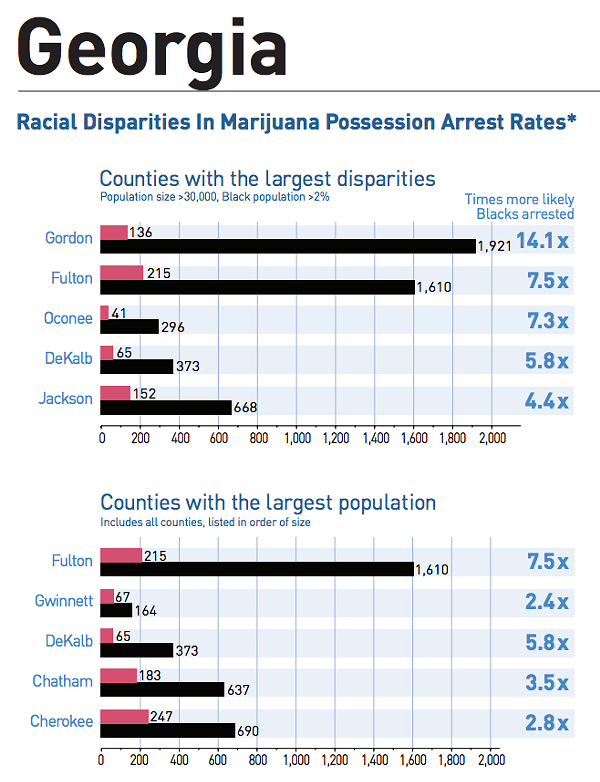 Georgia
Racial Disparities In Marijuana Possession Arrest Rates*
Counties with the largest disparities
Population size >30,000, Black population >2%
Times more likely
Blacks arrested
Gordon 136 1,921 14.1x
Fulton 215 1,610 7.5x
Oconee 41 296 7.3x
DeKalb 65 373 5.8x
Jackson 152 668 4.4x
0 200 400 600 800 1,000 1,200 1,400 1,600 1,800 2,000
Counties with the largest population
Includes all counties, listed in order of size
Fulton 215 1,610 7.5x
Gwinnett 67 164 2.4x
DeKalb 65 373 5.8x
Chatham 183 637 3.5x
Cherokee 247 690 2.8x
0 200 400 600 800 1,000 1,200 1,400 1,600 1,800 2,000